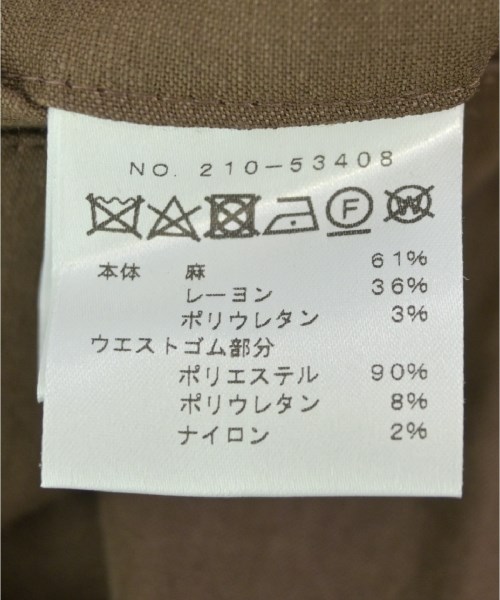 NO. 210-53408
F W
本体 麻 61%
レーヨン 36%
ポリウレタン 3%
ウエストゴム部分
ポリエステル 90%
ポリウレタン 8%
ナイロン 2%